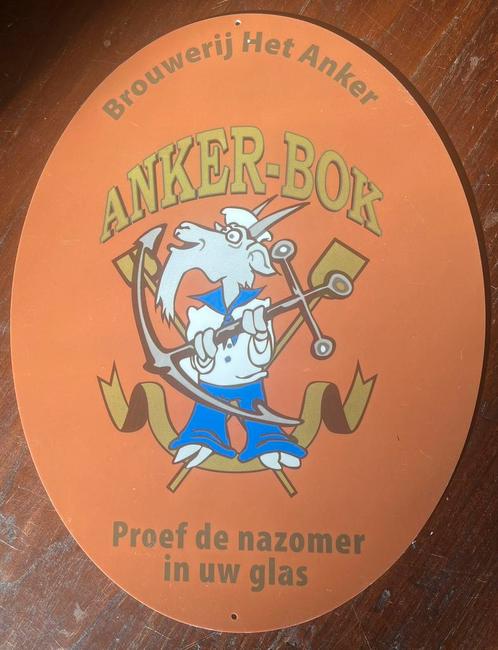 Brouwerij Het Anker
ANKER-BOK
Proef de nazomer
in uw glas